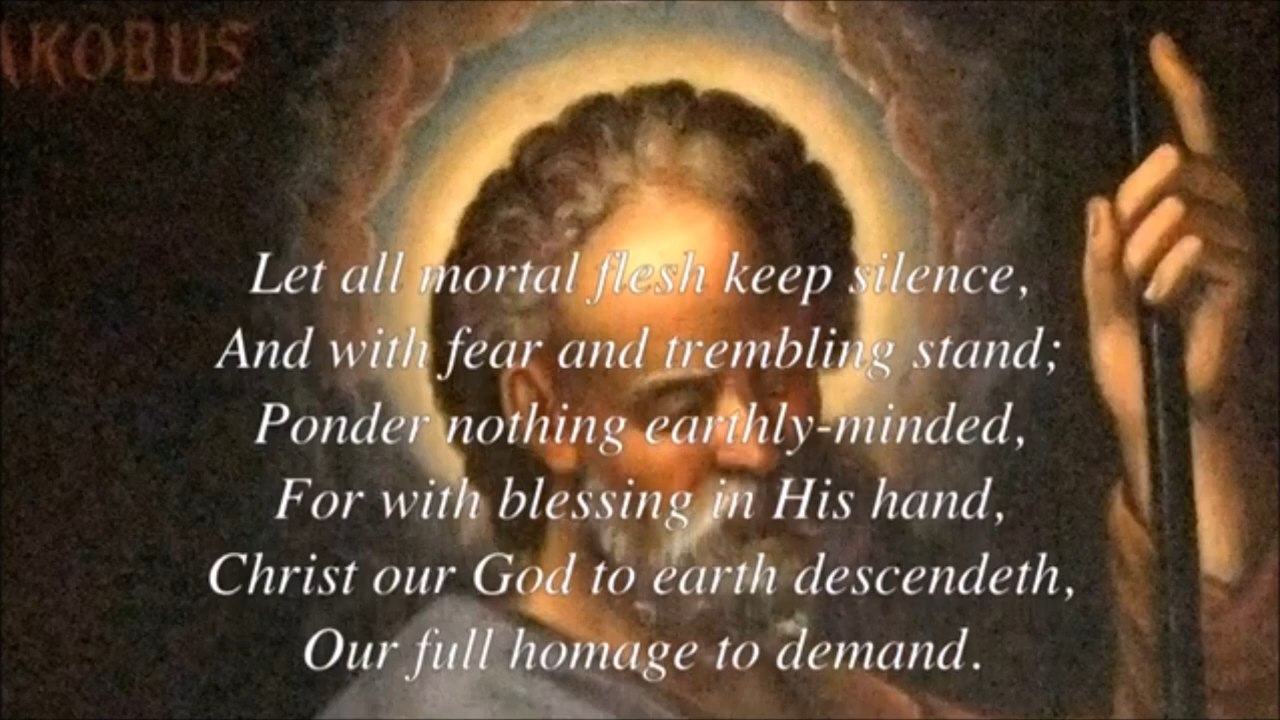 AKOBUS
Let all mortal flesh keep silence,
And with fear and trembling stand;
Ponder nothing earthly-minded,
For with blessing in His hand,
Christ our God to earth descendeth,
Our full homage to demand.